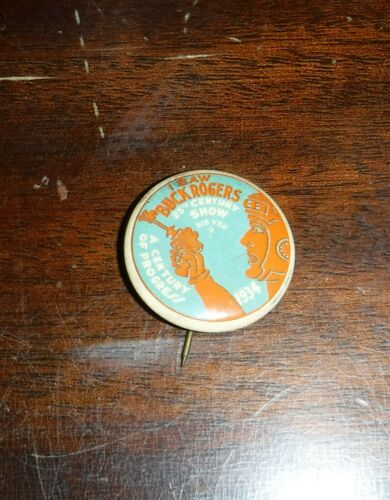 I SAW
BUCK ROGERS
25TH CENTURY
SHOW
DID YOU
?
A CENTURY
OF PROGRESS
1934